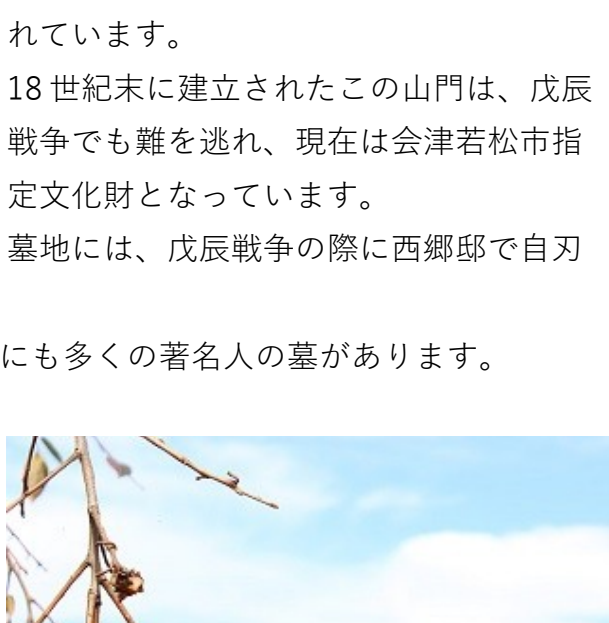 れています。
18世紀末に建立されたこの山門は、戊辰
戦争でも難を逃れ、現在は会津若松市指
定文化財となっています。
墓地には、戊辰戦争の際に西郷邸で自刃
にも多くの著名人の墓があります。